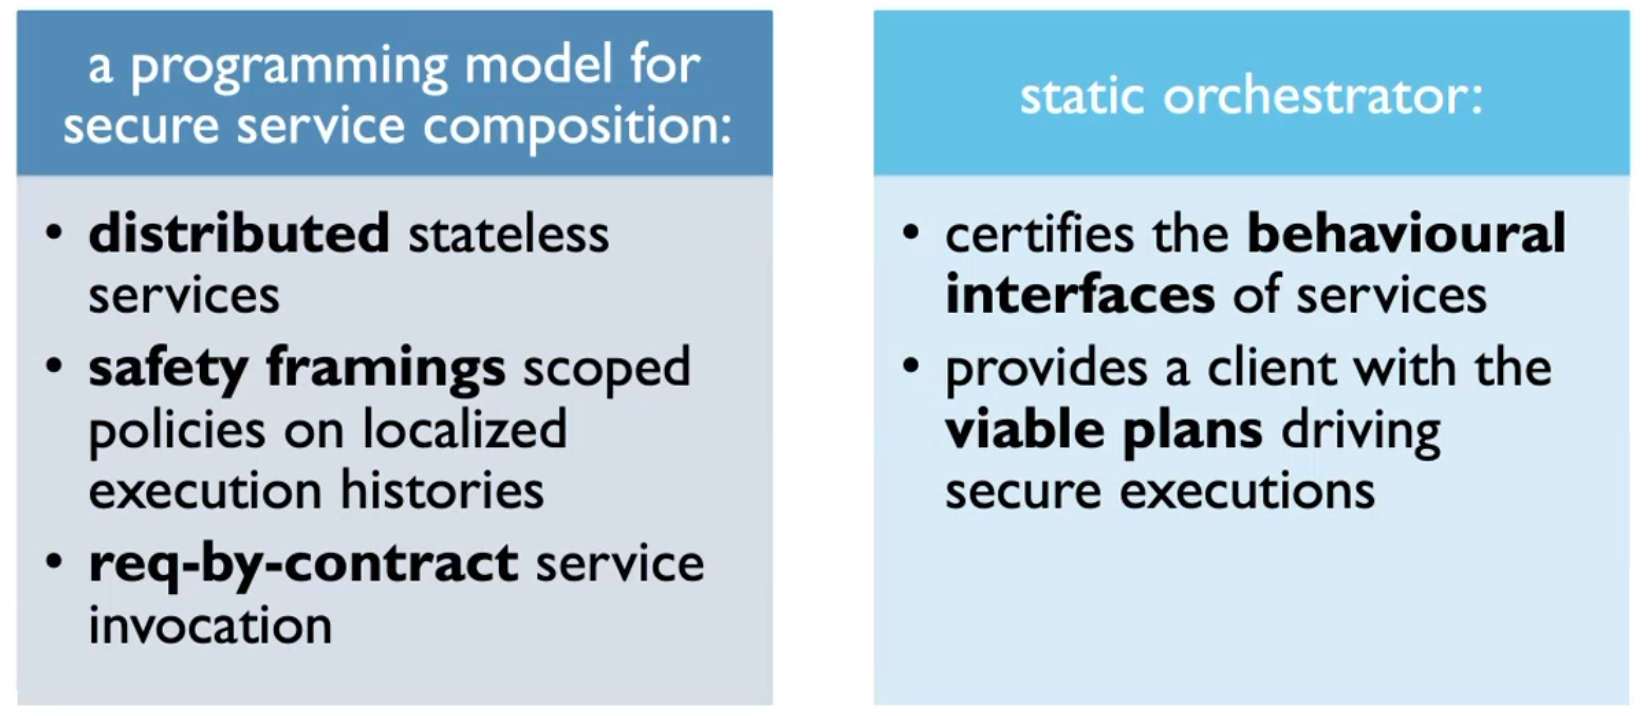 a programming model for
secure service composition:
• distributed stateless
services
• safety framings scoped
policies on localized
execution histories
• req-by-contract service
invocation
static orchestrator:
• certifies the behavioural
interfaces of services
• provides a client with the
viable plans driving
secure executions